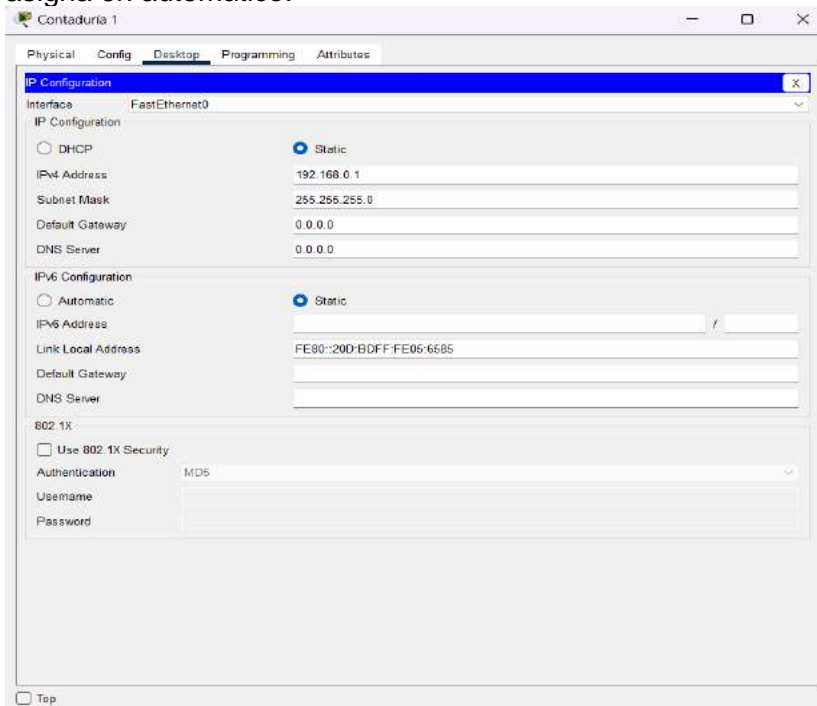 asigna en automático.
Contaduría 1
Physical Config Desktop Programming Attributes
IP Configuration X
Interface FastEthernet0
IP Configuration
DHCP Static
IPv4 Address 192.168.0.1
Subnet Mask 255.255.255.0
Default Gateway 0.0.0.0
DNS Server 0.0.0.0
IPv6 Configuration
Automatic Static
IPv6 Address /
Link Local Address FE80::20D:BDFF:FE05:6585
Default Gateway
DNS Server
802.1X
Use 802.1X Security
Authentication MD5
Username
Password
Top